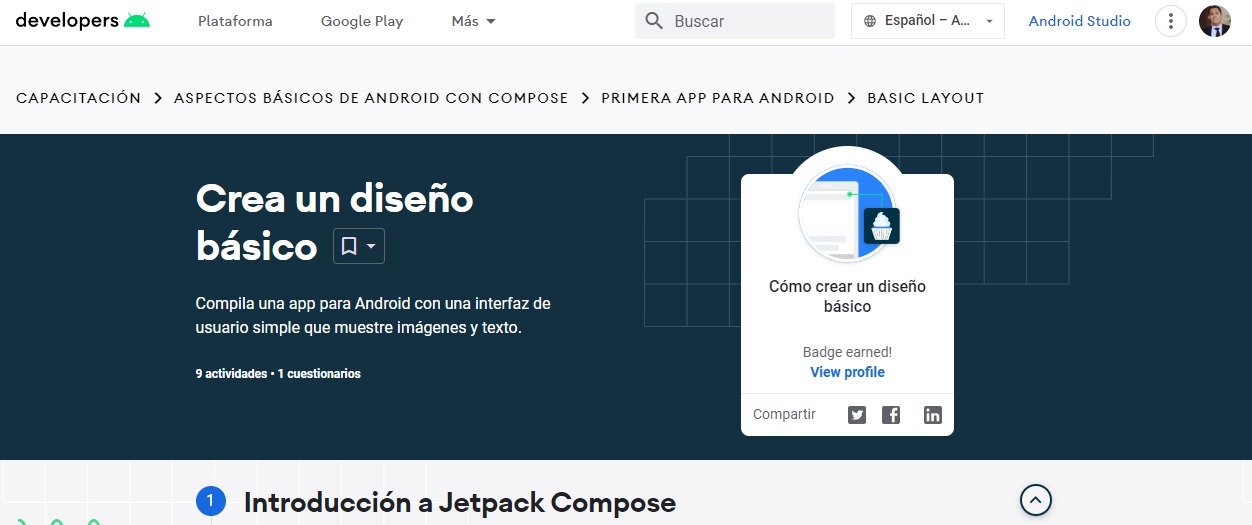 developers
Plataforma
Google Play
Más
Buscar
Español – A...
Android Studio
CAPACITACIÓN > ASPECTOS BÁSICOS DE ANDROID CON COMPOSE > PRIMERA APP PARA ANDROID > BASIC LAYOUT
Crea un diseño
básico
Compila una app para Android con una interfaz de
usuario simple que muestre imágenes y texto.
9 actividades • 1 cuestionarios
Cómo crear un diseño
básico
Badge earned!
View profile
Compartir
1 Introducción a Jetpack Compose